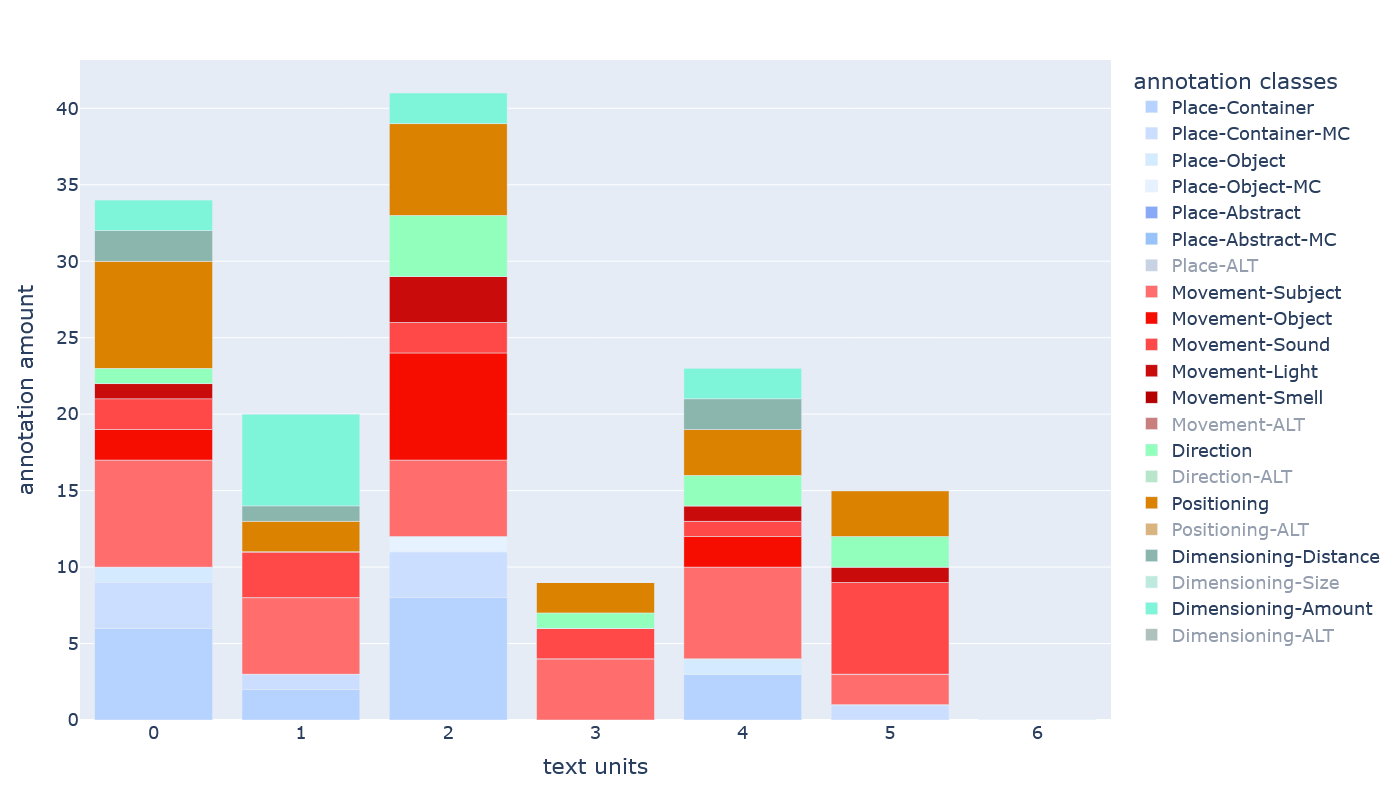 annotation classes
Place-Container
Place-Container-MC
Place-Object
Place-Object-MC
Place-Abstract
Place-Abstract-MC
Place-ALT
Movement-Subject
Movement-Object
Movement-Sound
Movement-Light
Movement-Smell
Movement-ALT
Direction
Direction-ALT
Positioning
Positioning-ALT
Dimensioning-Distance
Dimensioning-Size
Dimensioning-Amount
Dimensioning-ALT
annotation amount
40
35
30
25
20
15
10
5
0
0 1 2 3 4 5 6
text units